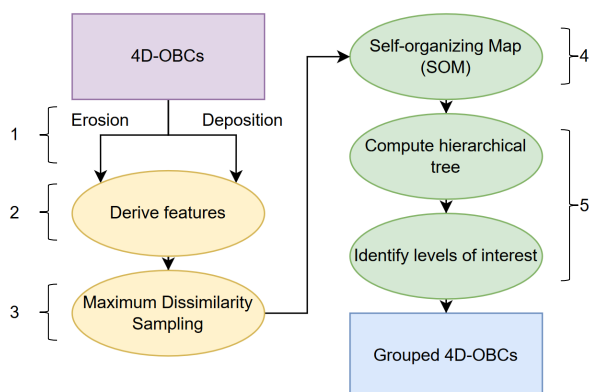 4D-OBCs
1
Erosion
Deposition
2
Derive features
3
Maximum Dissimilarity
Sampling
Self-organizing Map
(SOM)
4
Compute hierarchical
tree
5
Identify levels of interest
Grouped 4D-OBCs